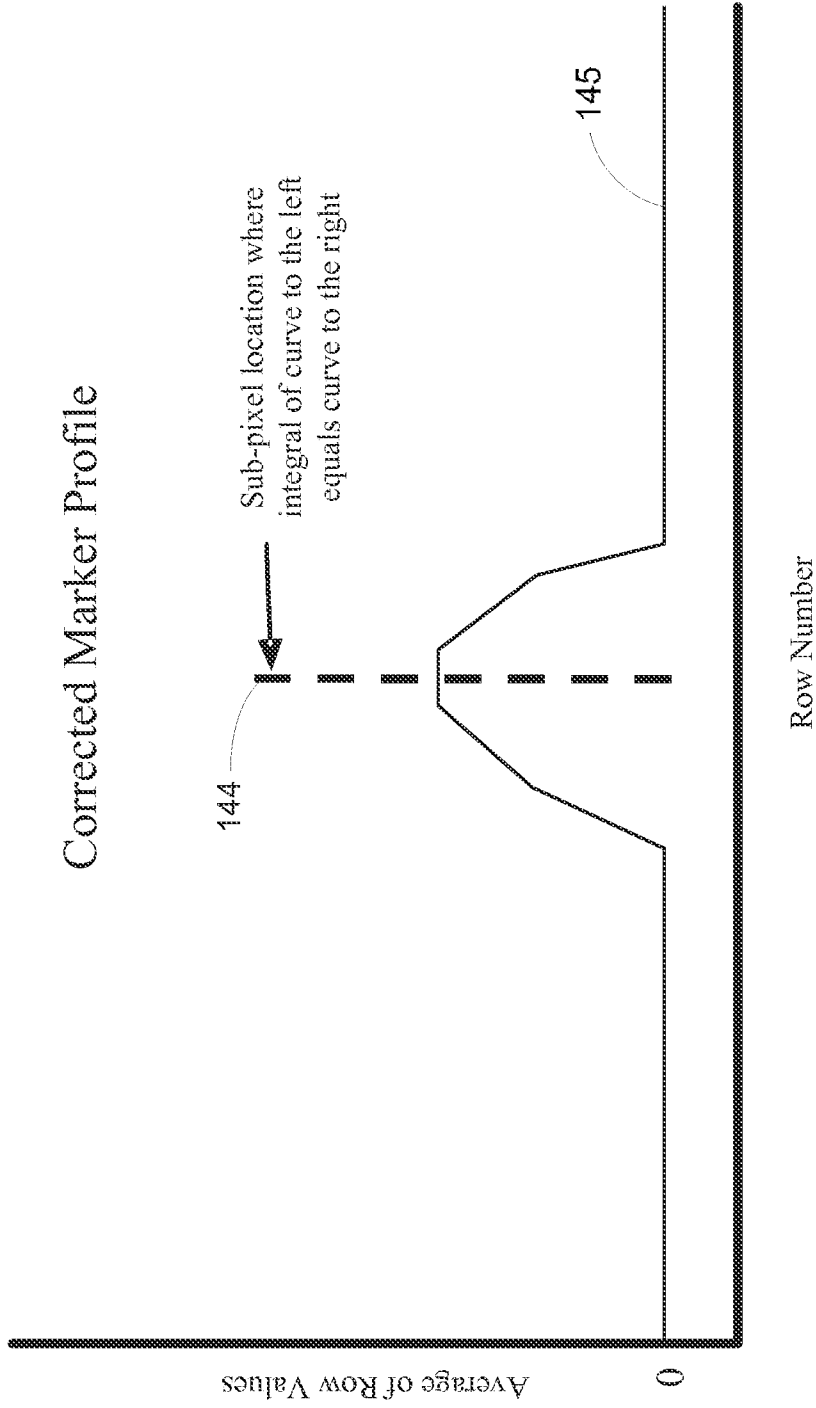 Corrected Marker Profile
Sub-pixel location where
integral of curve to the left
equals curve to the right
144
145
Average of Row Values
0
Row Number